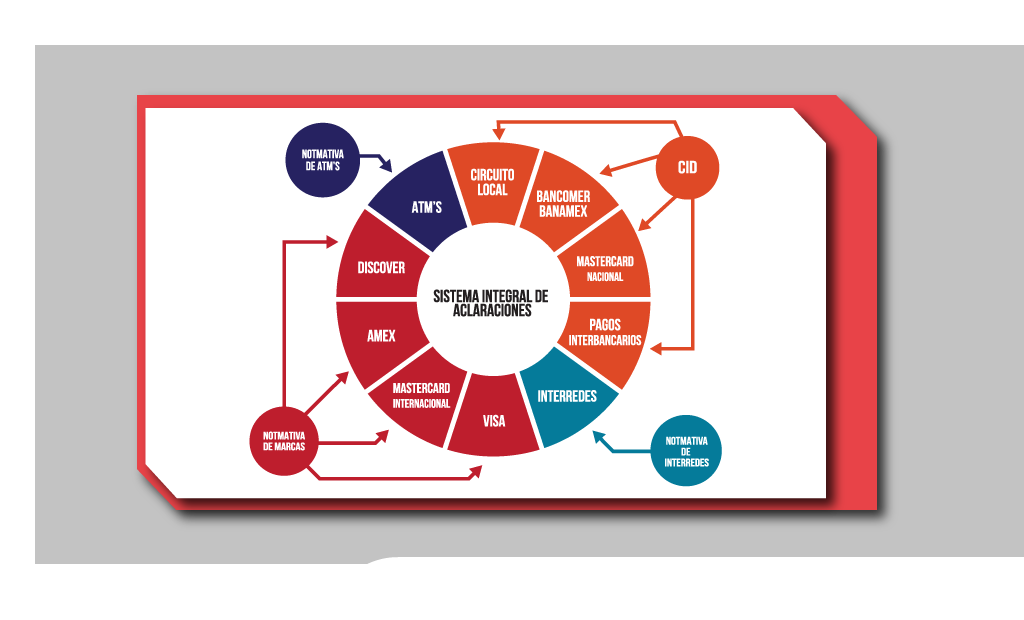 NOTMATIVA
DE ATM'S
CID
CIRCUITO
LOCAL
BANCOMER
BANAMEX
ATM'S
MASTERCARD
NACIONAL
DISCOVER
SISTEMA INTEGRAL DE
ACLARACIONES
PAGOS
INTERBANCARIOS
AMEX
MASTERCARD
INTERNACIONAL
INTERREDES
VISA
NOTMATIVA
DE MARCAS
NOTMATIVA
DE
INTERREDES